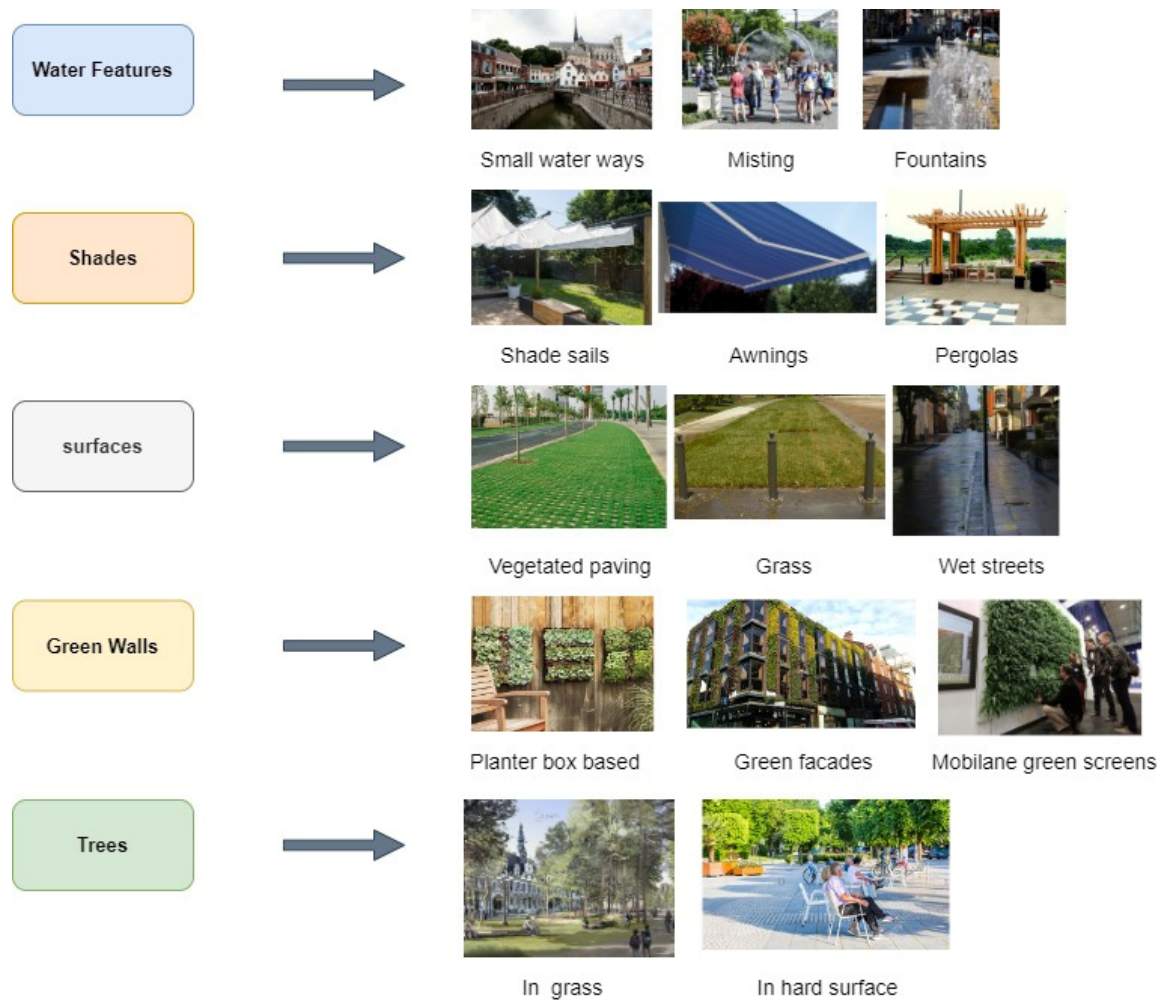 Water Features
Small water ways
Misting
Fountains
Shades
Shade sails
Awnings
Pergolas
surfaces
Vegetated paving
Grass
Wet streets
Green Walls
Planter box based
Green facades
Mobilane green screens
Trees
In grass
In hard surface